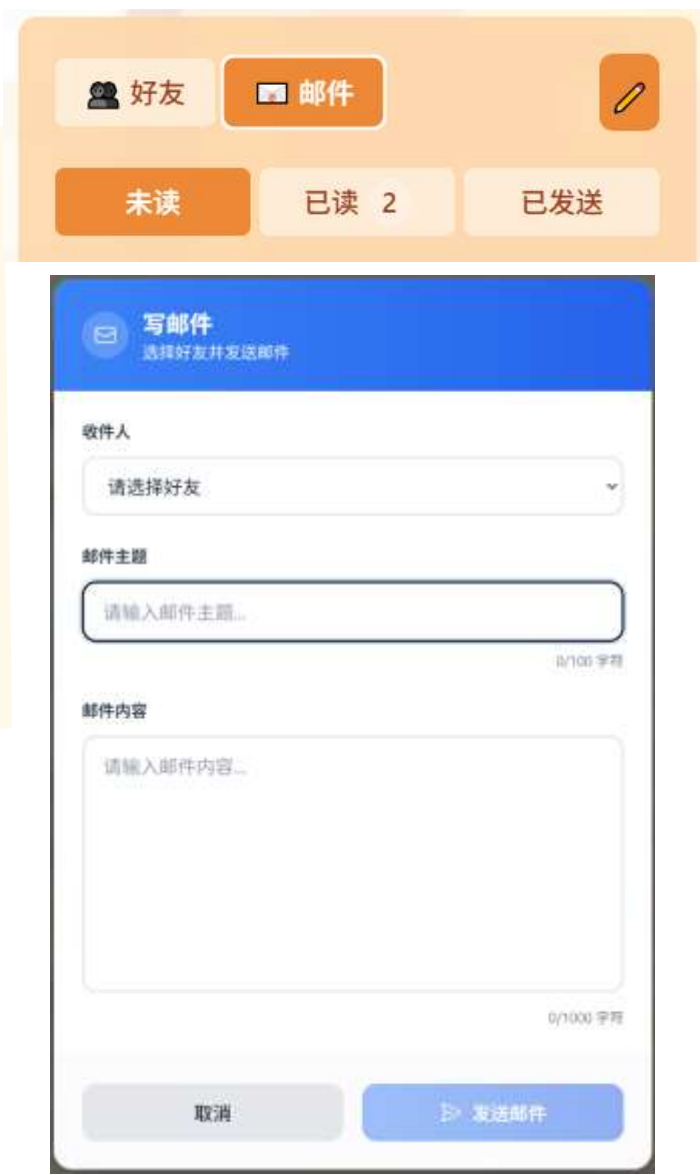 好友 邮件
未读 已读 2 已发送
写邮件
选择好友并发送邮件
收件人
请选择好友
邮件主题
请输入邮件主题...
0/100 字符
邮件内容
请输入邮件内容...
0/1000 字符
取消 发送邮件